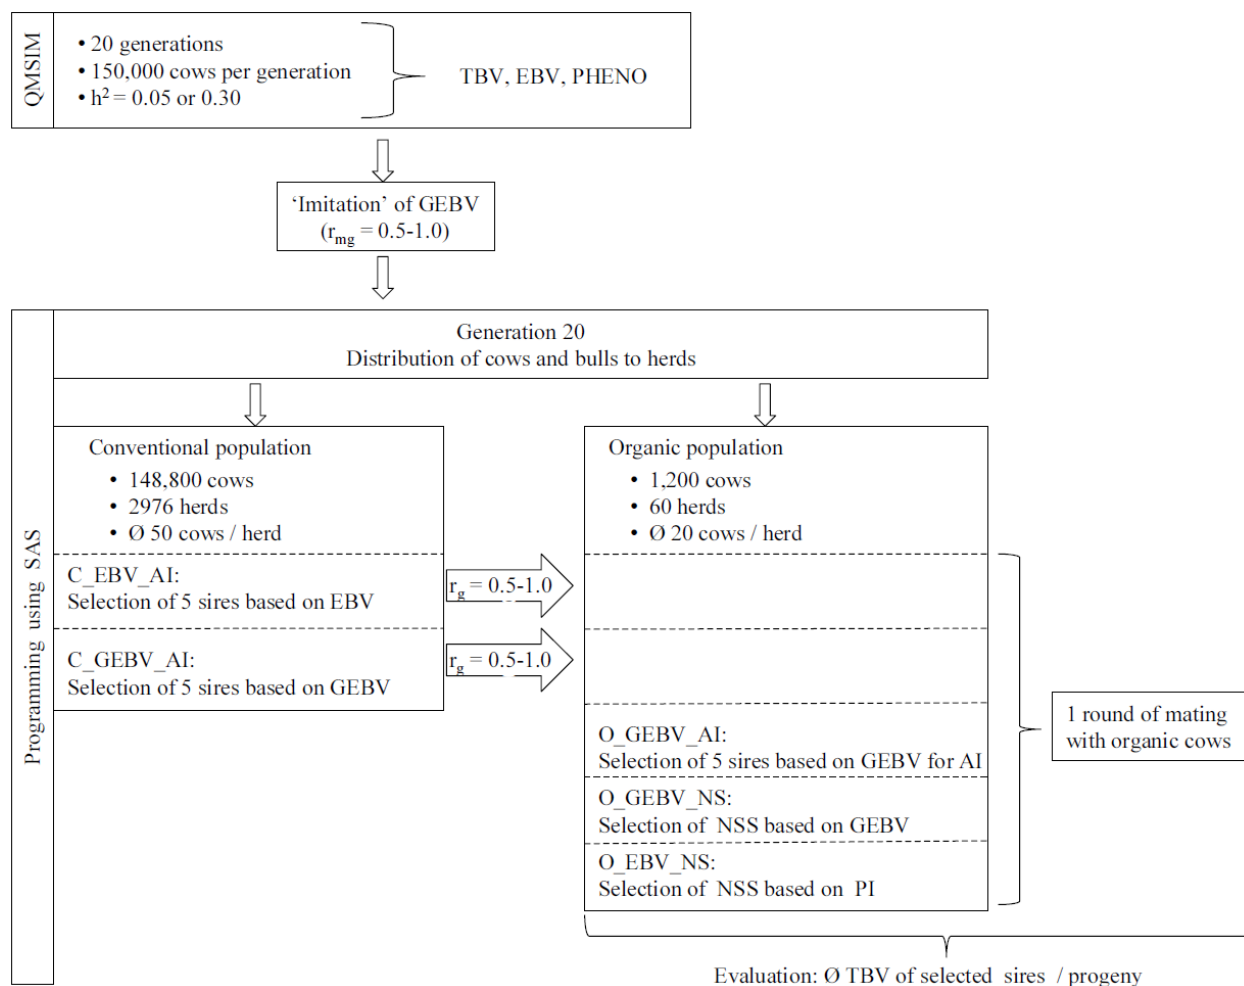 QMSIM
• 20 generations
• 150,000 cows per generation
• h² = 0.05 or 0.30
TBV, EBV, PHENO
‘Imitation’ of GEBV
(rmg = 0.5-1.0)
Programming using SAS
Generation 20
Distribution of cows and bulls to herds
Conventional population
• 148,800 cows
• 2976 herds
• Ø 50 cows / herd
C_EBV_AI:
Selection of 5 sires based on EBV
C_GEBV_AI:
Selection of 5 sires based on GEBV
rg = 0.5-1.0
rg = 0.5-1.0
Organic population
• 1,200 cows
• 60 herds
• Ø 20 cows / herd
O_GEBV_AI:
Selection of 5 sires based on GEBV for AI
O_GEBV_NS:
Selection of NSS based on GEBV
O_EBV_NS:
Selection of NSS based on PI
1 round of mating
with organic cows
Evaluation: Ø TBV of selected sires / progeny